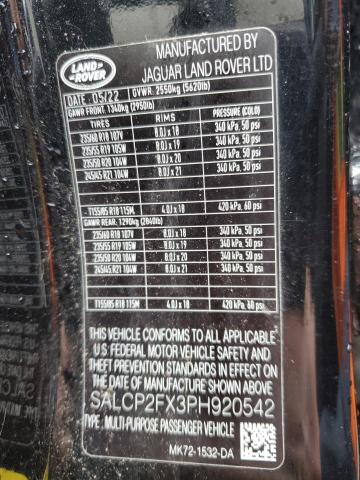 LAND-
ROVER
MANUFACTURED BY
JAGUAR LAND ROVER LTD
DATE 05/22 GVWR. 2550kg (5620lb)
GAWR FRONT. 1340kg (2950lb)
TIRES RIMS PRESSURE (COLD)
235/60 R18 107V 8.0J x 18 340 kPa, 50 psi
235/55 R19 105W 8.0J x 19 340 kPa, 50 psi
235/50 R20 104W 8.0J x 20 340 kPa, 50 psi
245/45 R21 104W 8.0J x 21 340 kPa, 50 psi
T155/85 R18 115M 4.0J x 18 420 kPa, 60 psi
GAWR REAR. 1290kg (2840lb)
235/60 R18 107V 8.0J x 18 340 kPa, 50 psi
235/55 R19 105W 8.0J x 19 340 kPa, 50 psi
235/50 R20 104W 8.0J x 20 340 kPa, 50 psi
245/45 R21 104W 8.0J x 21 340 kPa, 50 psi
T155/85 R18 115M 4.0J x 18 420 kPa, 60 psi
THIS VEHICLE CONFORMS TO ALL APPLICABLE
U.S. FEDERAL MOTOR VEHICLE SAFETY AND
THEFT PREVENTION STANDARDS IN EFFECT ON
THE DATE OF MANUFACTURE SHOWN ABOVE
SALCP2FX3PH920542
TYPE: MULTI-PURPOSE PASSENGER VEHICLE
MK72-1532-DA